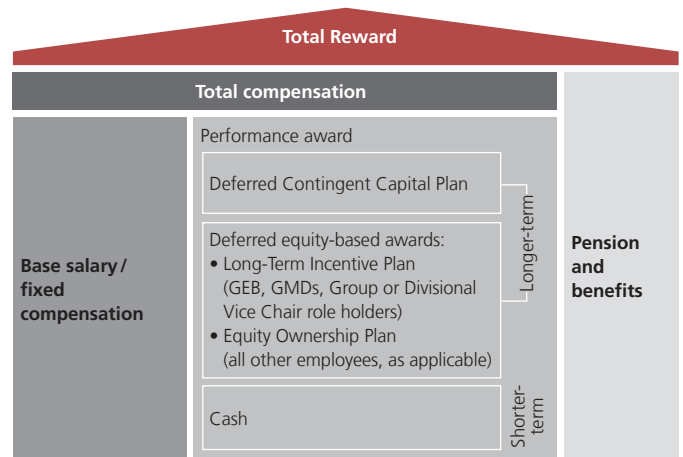 Total Reward
Total compensation
Base salary /
fixed
compensation
Performance award
Deferred Contingent Capital Plan
Deferred equity-based awards:
• Long-Term Incentive Plan
(GEB, GMDs, Group or Divisional
Vice Chair role holders)
• Equity Ownership Plan
(all other employees, as applicable)
Cash
Longer-term
Shorter-
term
Pension
and
benefits